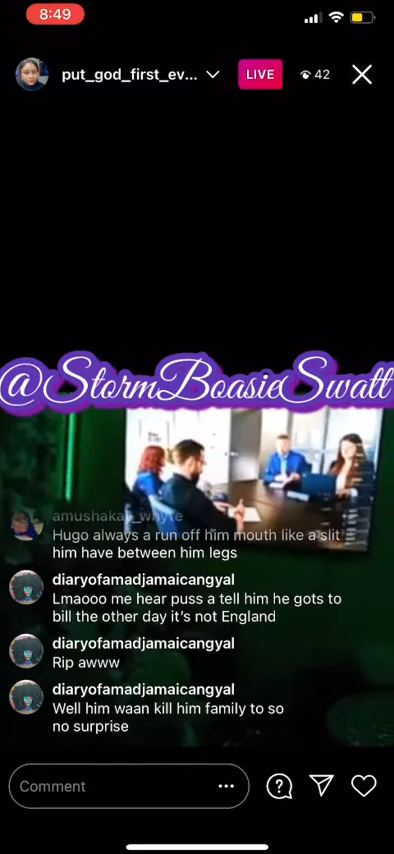 8:49
put_god_first_ev...
LIVE
42
@StormBoasieSwatt
amushakab_whyte
Hugo always a run off him mouth like a slit
him have between him legs
diaryofamadjamaicangyal
Lmaooo me hear puss a tell him he gots to
bill the other day it’s not England
diaryofamadjamaicangyal
Rip awww
diaryofamadjamaicangyal
Well him waan kill him family to so
no surprise
Comment